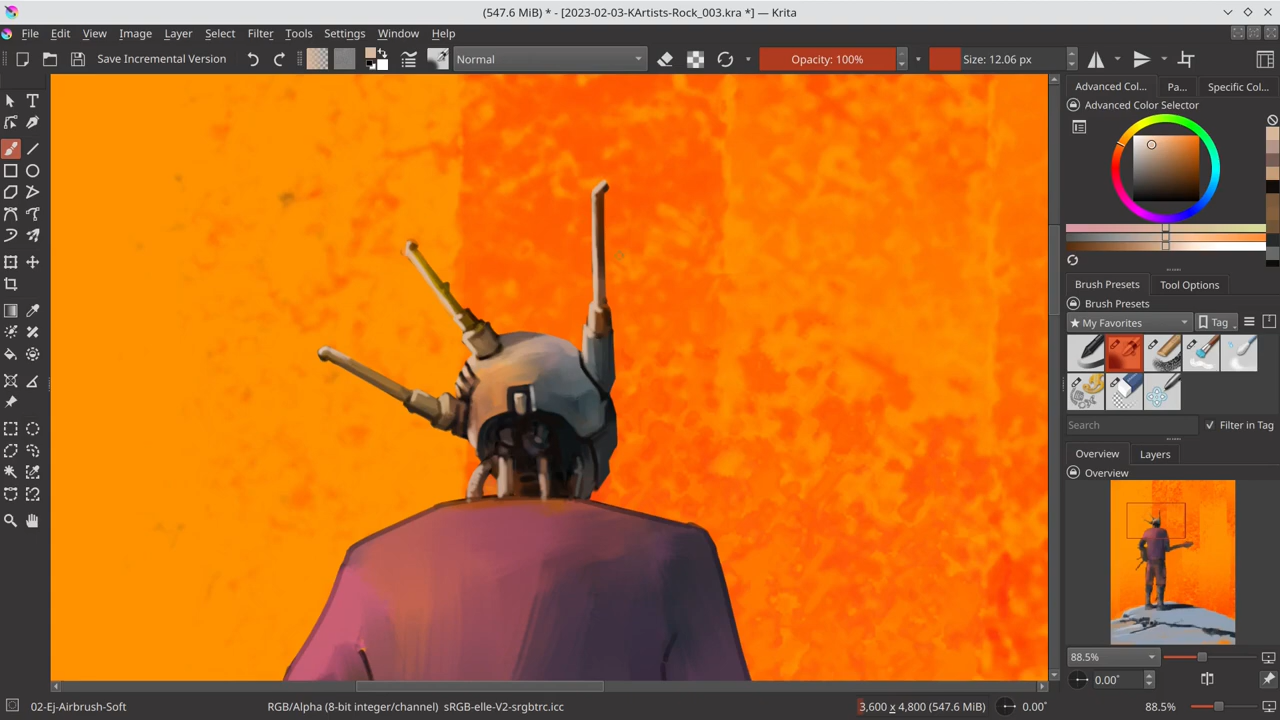 (547.6 MiB) * - [2023-02-03-KArtists-Rock_003.kra *] — Krita
File Edit View Image Layer Select Filter Tools Settings Window Help
Save Incremental Version Normal Opacity: 100% Size: 12.06 px
Advanced Col... Pa... Specific Col...
Advanced Color Selector
Brush Presets Tool Options
Brush Presets
★ My Favorites Tag
Search Filter in Tag
Overview Layers
Overview
88.5%
0.00°
02-Ej-Airbrush-Soft RGB/Alpha (8-bit integer/channel) sRGB-elle-V2-srgbtrc.icc 3,600 x 4,800 (547.6 MiB) 0.00° 88.5%